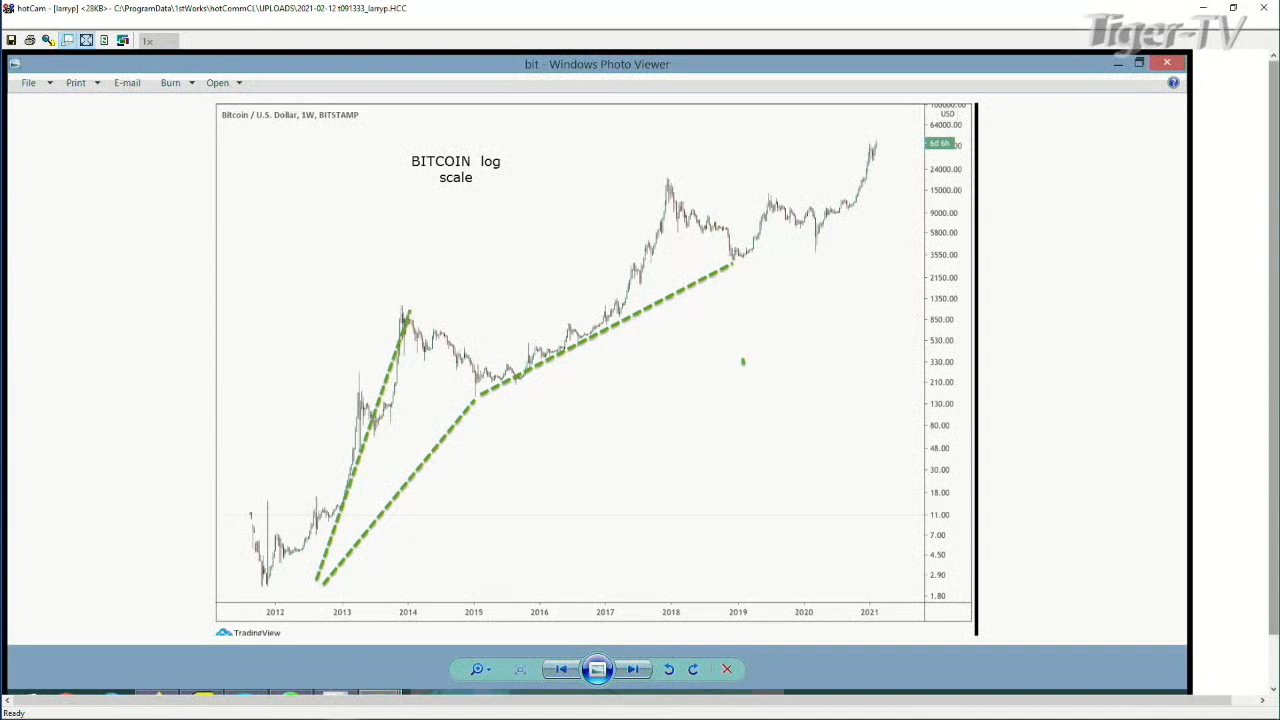 hotCam - [larryp] <28KB> - C:\ProgramData\1stWorks\hotCommCL\UPLOADS\2021-02-12 t091333_larryp.HCC
Tiger-TV
1x
bit - Windows Photo Viewer
File Print E-mail Burn Open
Bitcoin / U.S. Dollar, 1W, BITSTAMP
BITCOIN log
scale
100000.00
USD
64000.00
6d 6h
24000.00
15000.00
9000.00
5800.00
3550.00
2150.00
1350.00
850.00
530.00
330.00
210.00
130.00
80.00
48.00
30.00
18.00
11.00
7.00
4.50
2.90
1.80
2012 2013 2014 2015 2016 2017 2018 2019 2020 2021
TradingView
Ready